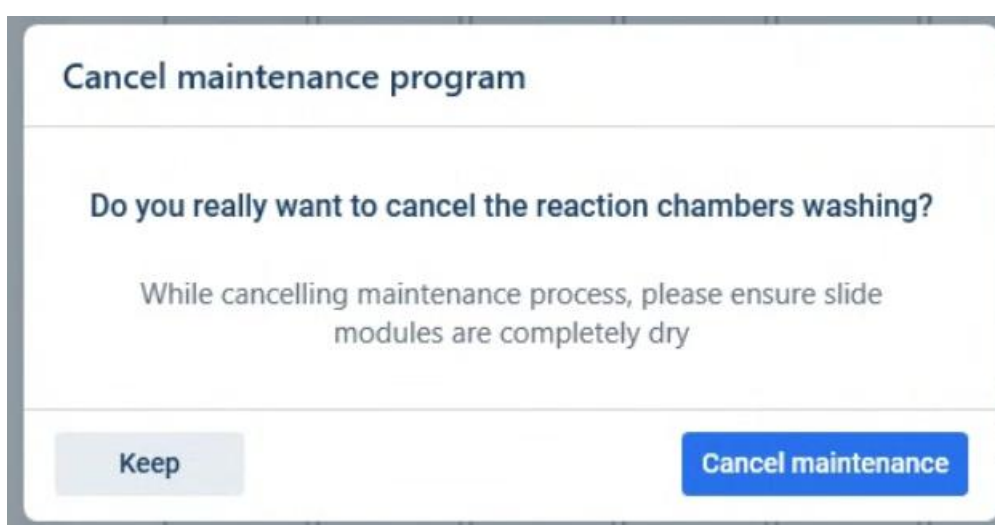 Cancel maintenance program
Do you really want to cancel the reaction chambers washing?
While cancelling maintenance process, please ensure slide
modules are completely dry
Keep
Cancel maintenance